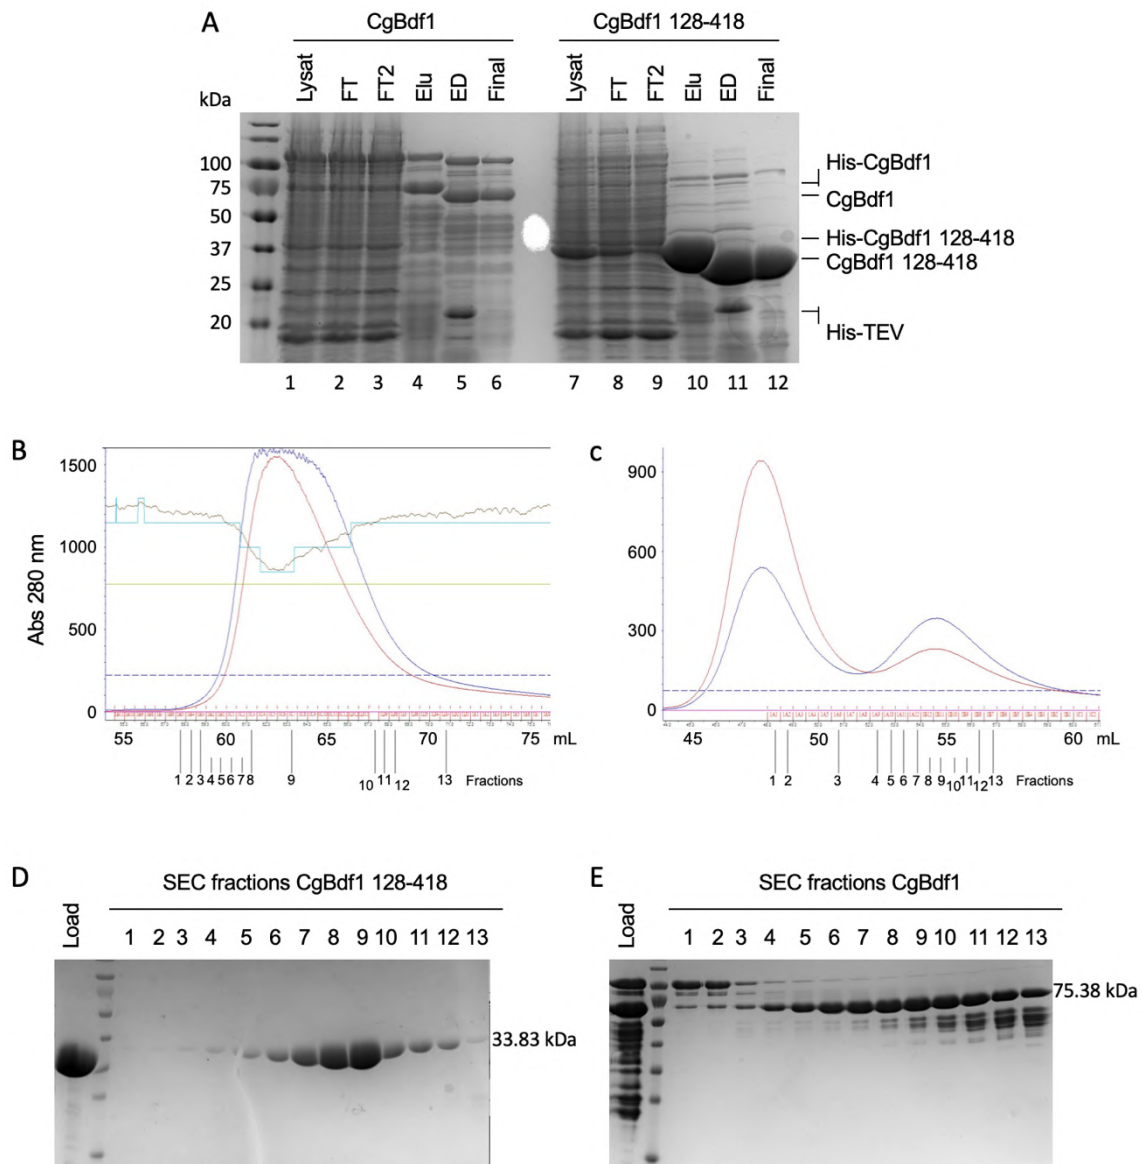 A
CgBdf1
CgBdf1 128-418
kDa
Lysat
FT
FT2
Elu
ED
Final
Lysat
FT
FT2
Elu
ED
Final
100
75
50
37
25
20
His-CgBdf1
CgBdf1
His-CgBdf1 128-418
CgBdf1 128-418
His-TEV
1 2 3 4 5 6 7 8 9 10 11 12
B
Abs 280 nm
1500
1000
500
0
55 60 65 70 75 mL
1 2 3 4 5 6 7 8 9 10 11 12 13 Fractions
c
900
600
300
0
45 50 55 60 mL
1 2 3 4 5 6 7 8 9 10 11 12 13 Fractions
D
SEC fractions CgBdf1 128-418
Load
1 2 3 4 5 6 7 8 9 10 11 12 13
33.83 kDa
E
SEC fractions CgBdf1
Load
1 2 3 4 5 6 7 8 9 10 11 12 13
75.38 kDa